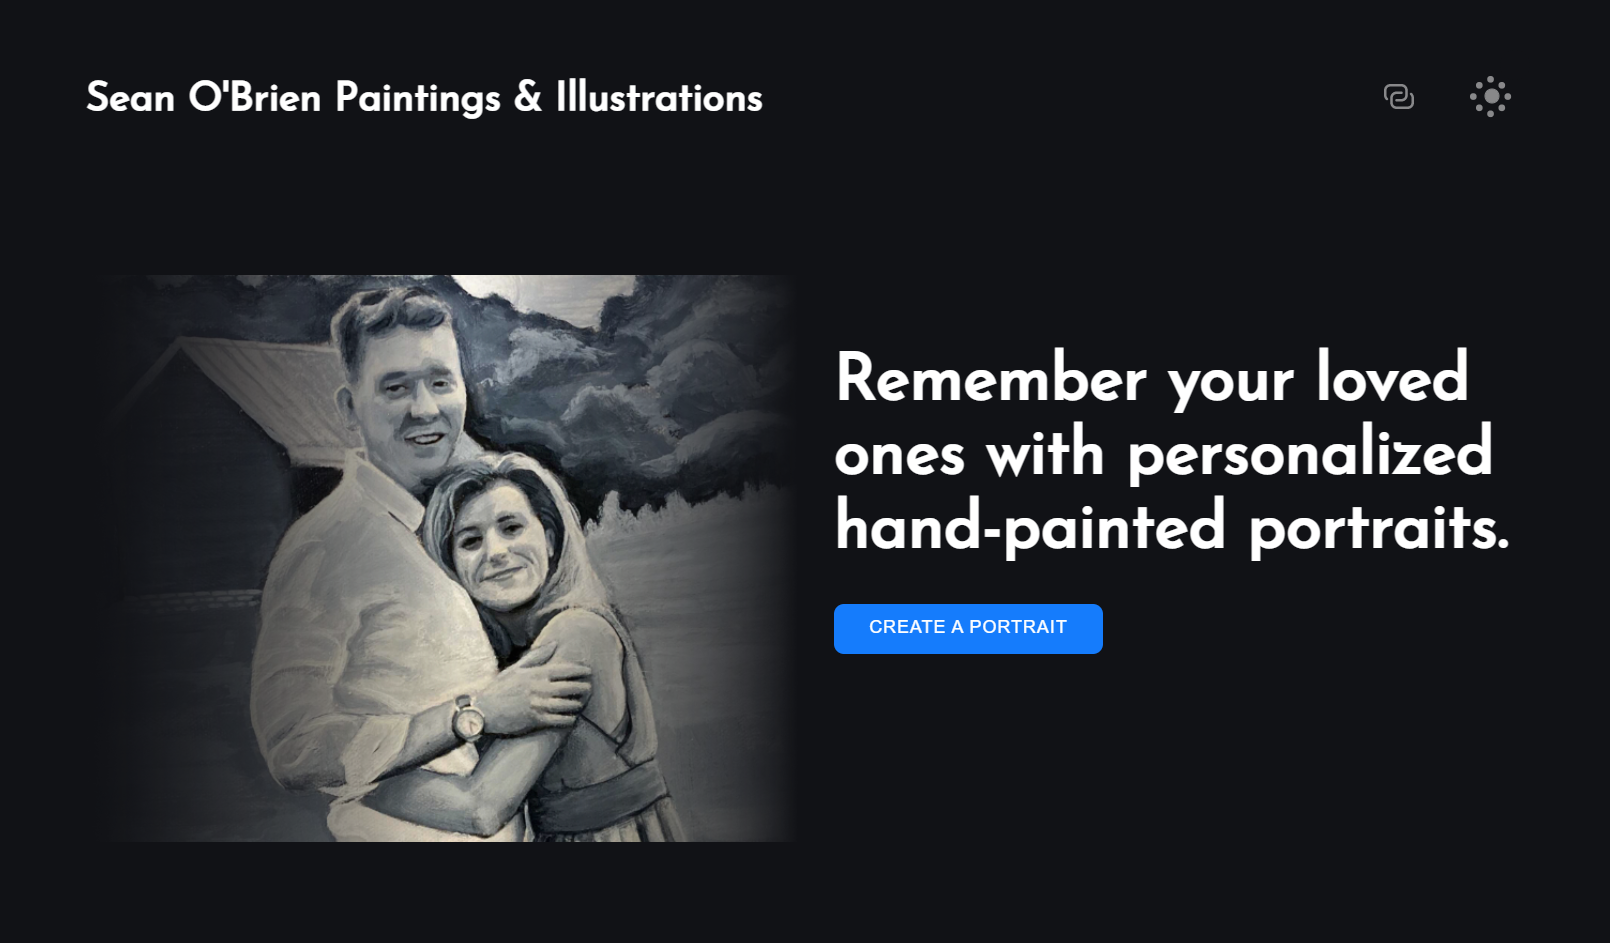 Sean O'Brien Paintings & Illustrations
Remember your loved
ones with personalized
hand-painted portraits.
CREATE A PORTRAIT